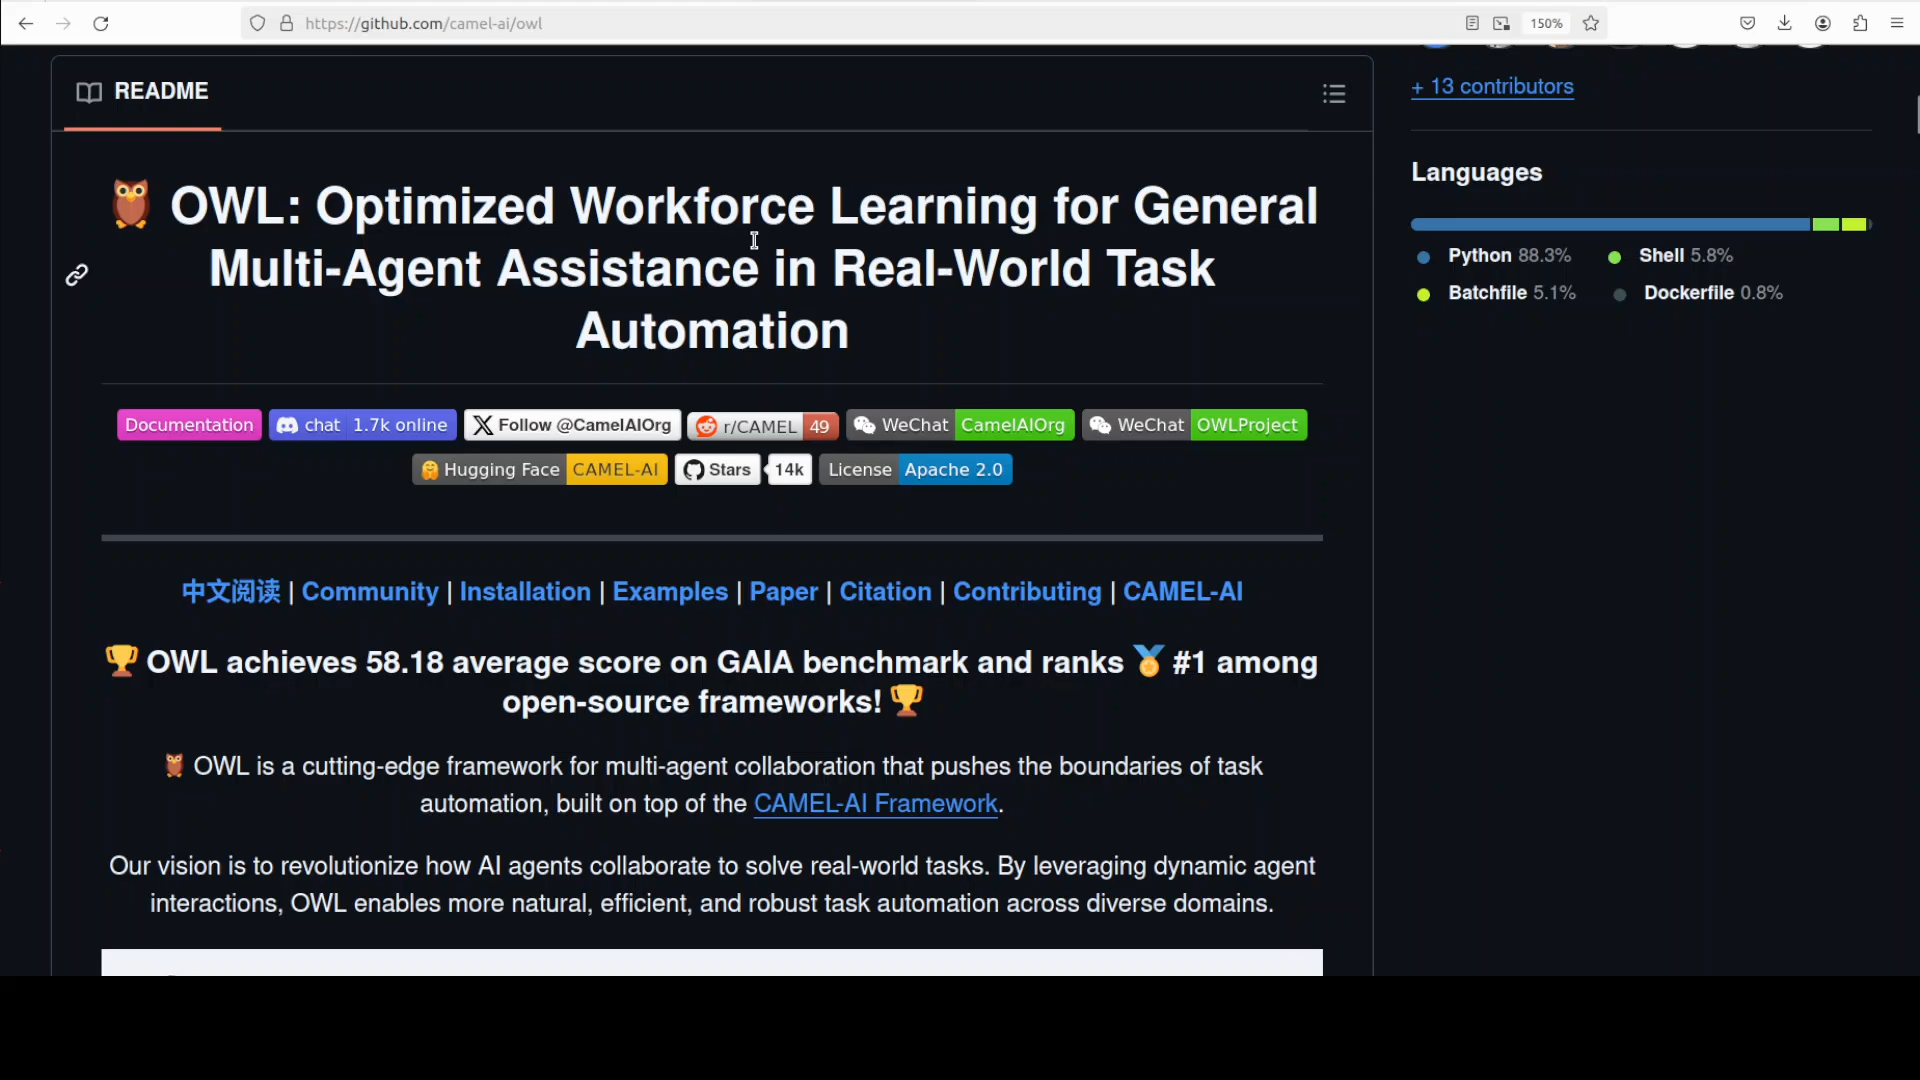 https://github.com/camel-ai/owl
150%
README
+ 13 contributors
OWL: Optimized Workforce Learning for General
Multi-Agent Assistance in Real-World Task
Automation
Languages
Python 88.3%
Shell 5.8%
Batchfile 5.1%
Dockerfile 0.8%
Documentation
chat 1.7k online
Follow @CamelAIOrg
r/CAMEL 49
WeChat CamelAIOrg
WeChat OWLProject
Hugging Face CAMEL-AI
Stars 14k
License Apache 2.0
中文阅读 | Community | Installation | Examples | Paper | Citation | Contributing | CAMEL-AI
🏆 OWL achieves 58.18 average score on GAIA benchmark and ranks 🏅 #1 among
open-source frameworks! 🏆
🦉 OWL is a cutting-edge framework for multi-agent collaboration that pushes the boundaries of task
automation, built on top of the CAMEL-AI Framework.
Our vision is to revolutionize how AI agents collaborate to solve real-world tasks. By leveraging dynamic agent
interactions, OWL enables more natural, efficient, and robust task automation across diverse domains.